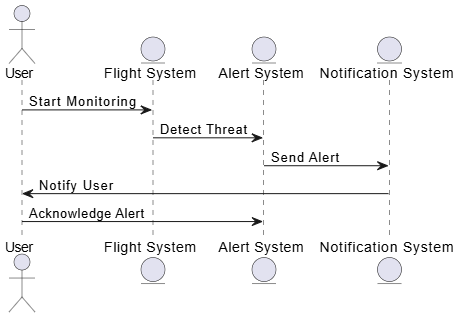 User
Flight System
Alert System
Notification System
Start Monitoring
Detect Threat
Send Alert
Notify User
Acknowledge Alert
User
Flight System
Alert System
Notification System